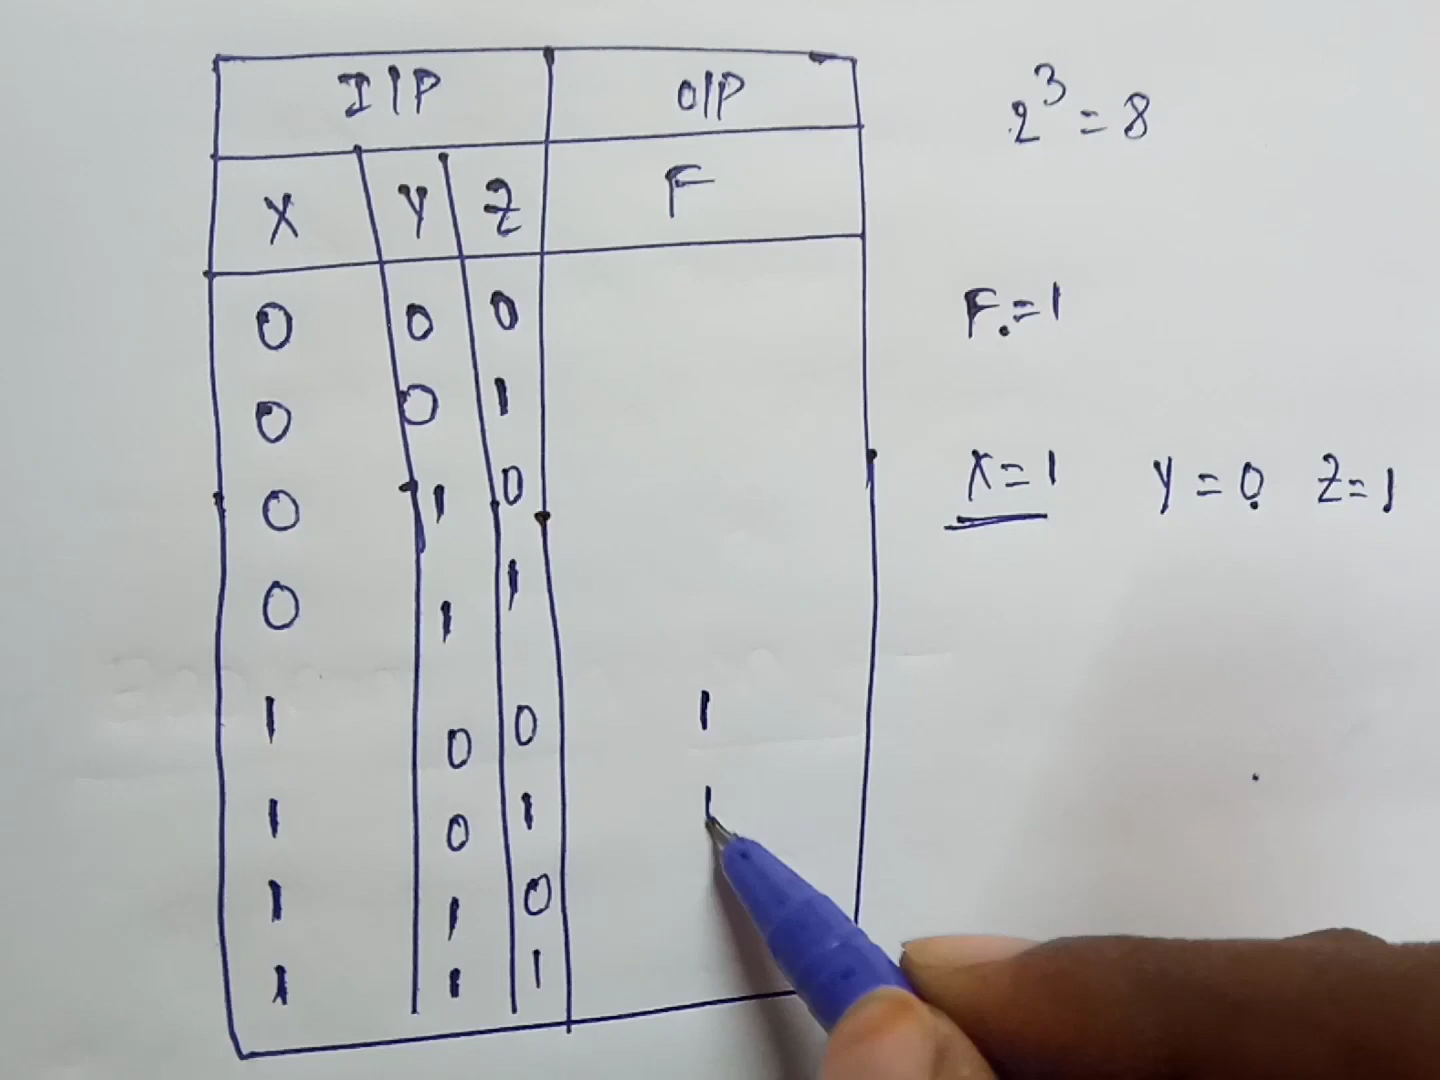 I/P O/P
X Y Z F
0 0 0
0 0 1
0 1 0
0 1 1
1 0 0 1
1 0 1 1
1 1 0
1 1 1
2³ = 8
F = 1
X = 1 Y = 0 Z = 1